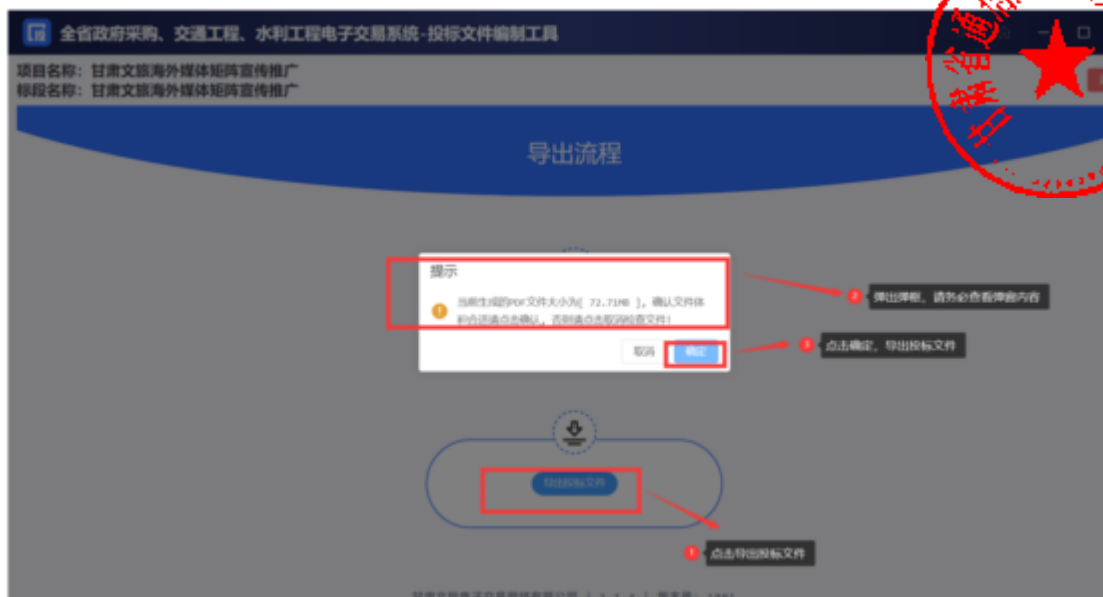 全省政府采购、交通工程、水利工程电子交易系统-投标文件编制工具
项目名称：甘肃文旅海外媒体矩阵宣传推广
标段名称：甘肃文旅海外媒体矩阵宣传推广
导出流程
提示
当前生成的PDF文件大小为[ 72.71MB ]，确认文件体
积合适请点击确认，否则请点击取消检查文件！
取消 确定
2 弹出弹框，请务必查看弹窗内容
3 点击确定，导出投标文件
导出投标文件
1 点击导出投标文件
甘肃省通